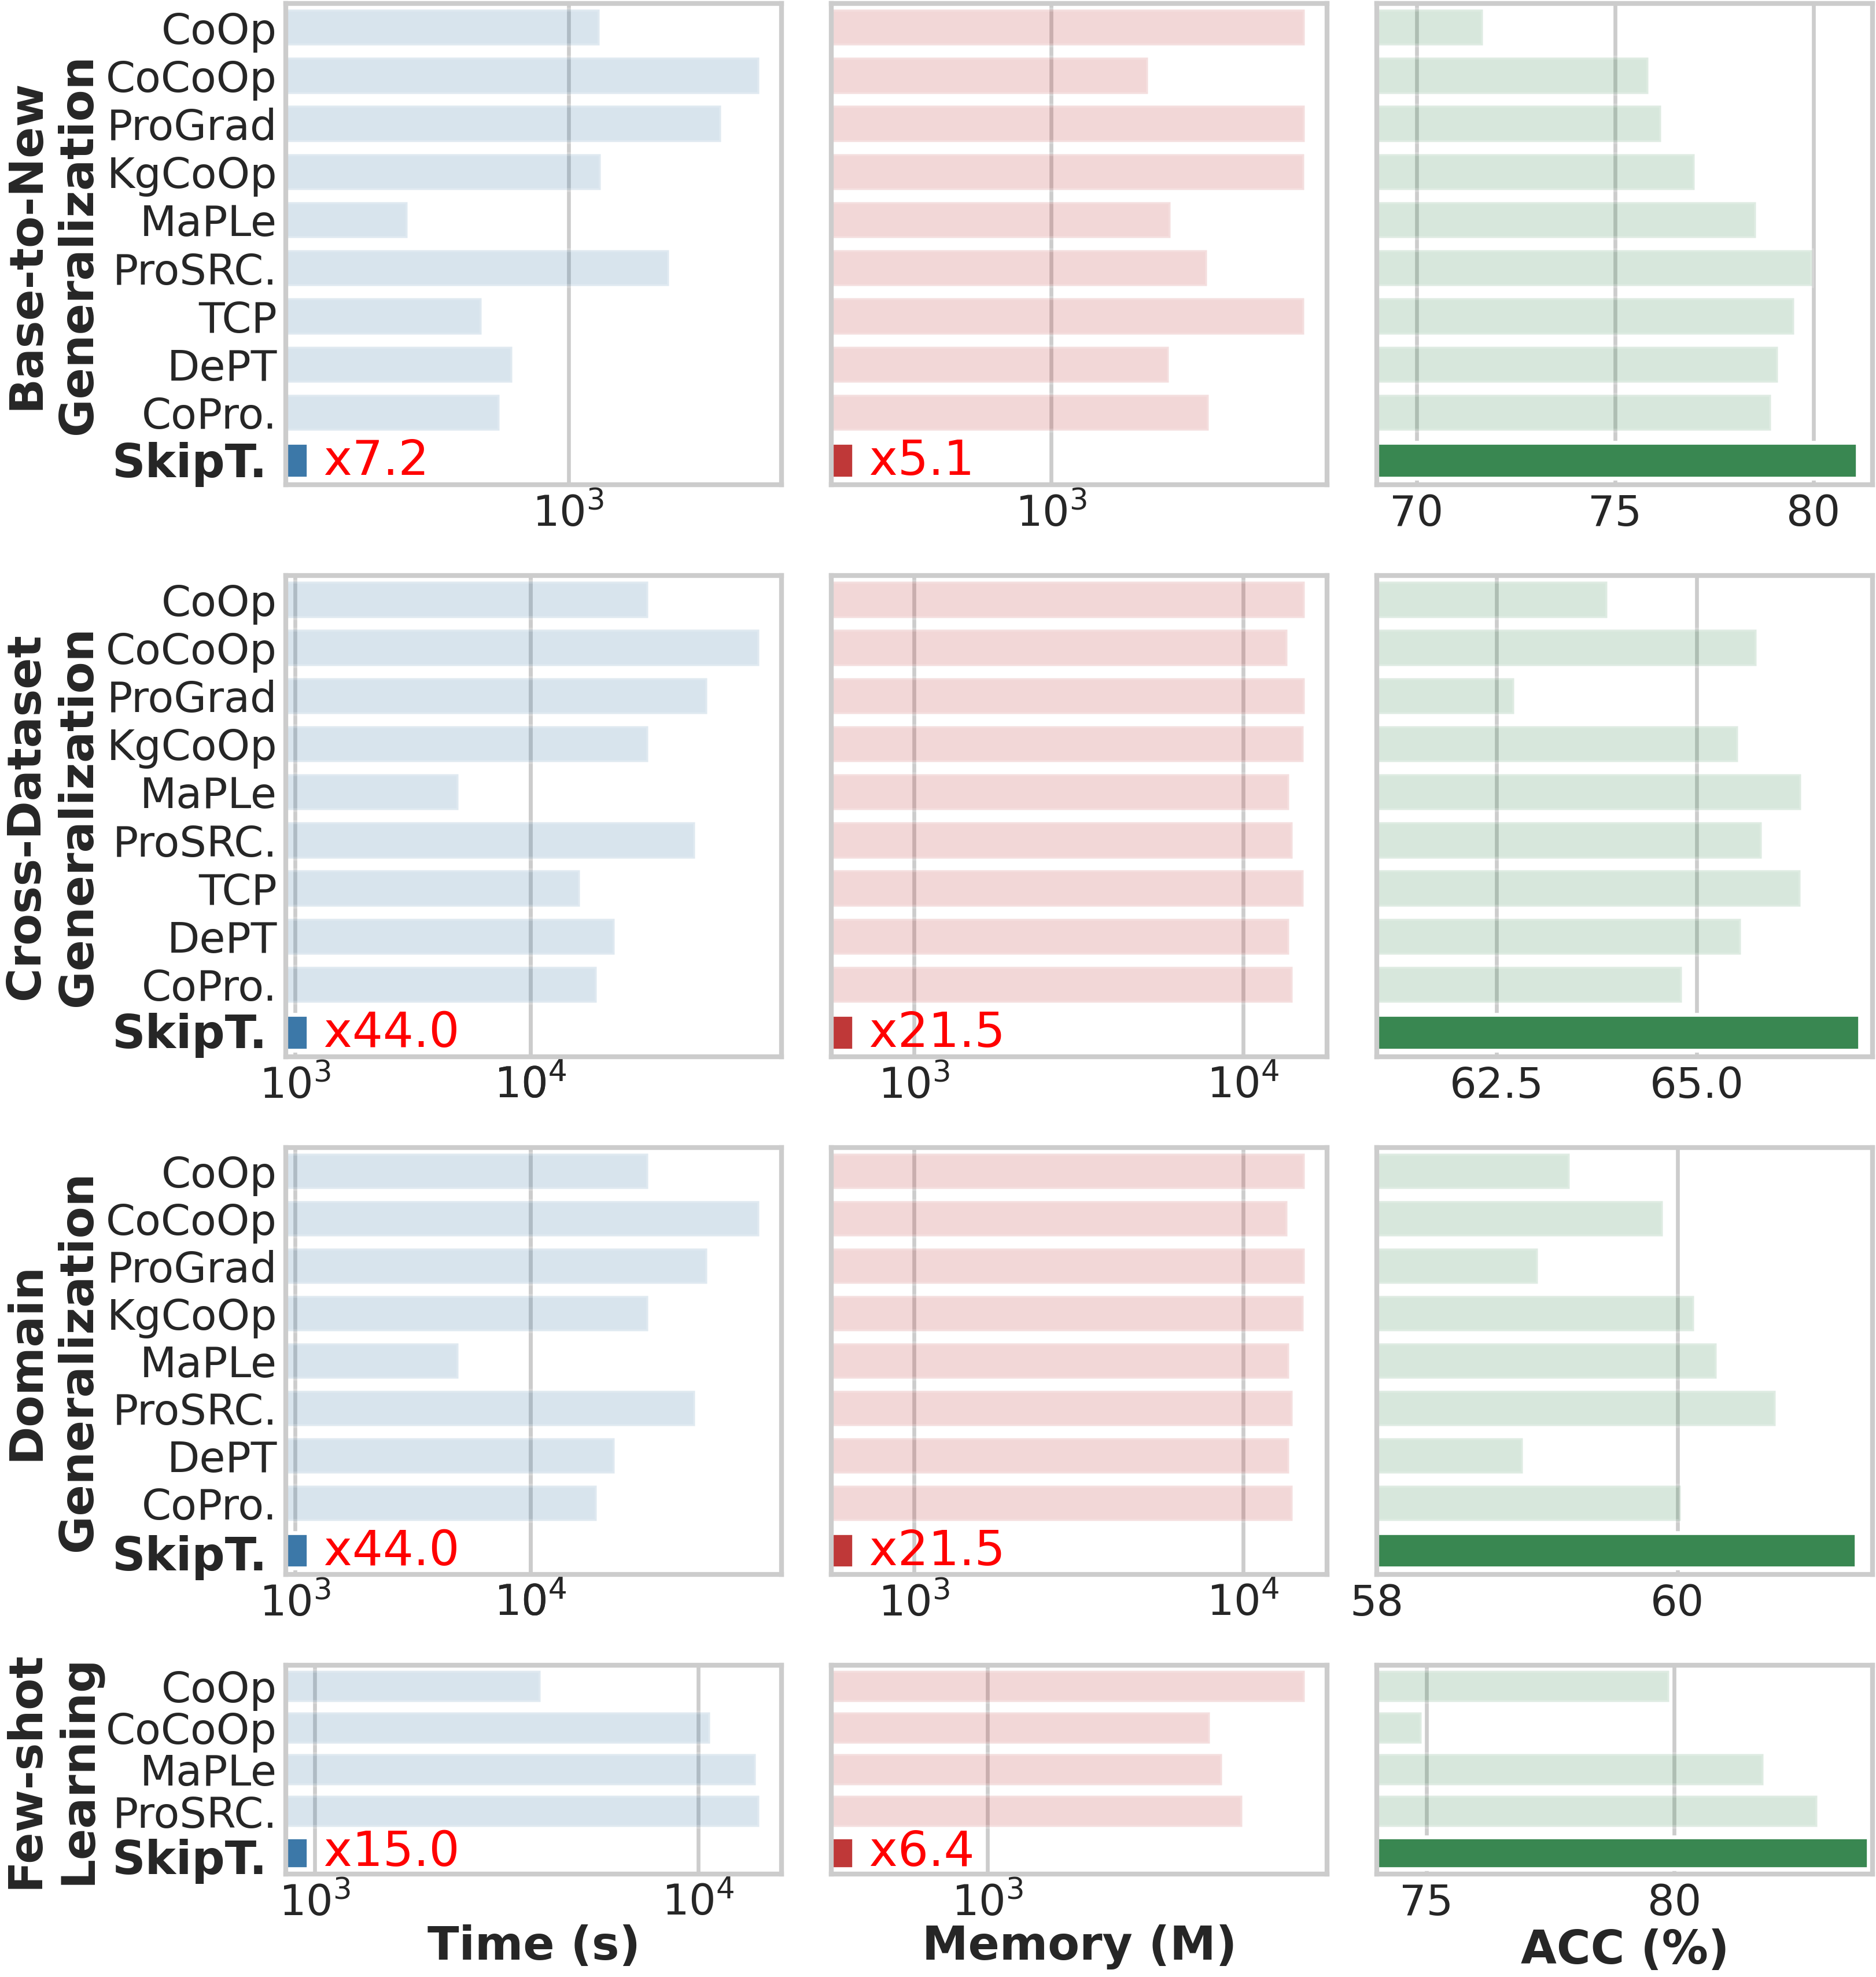 Base-to-New
Generalization
CoOp
CoCoOp
ProGrad
KgCoOp
MaPLe
ProSRC.
TCP
DePT
CoPro.
SkipT.
x7.2
x5.1
10³
10³
70 75 80
Cross-Dataset
Generalization
CoOp
CoCoOp
ProGrad
KgCoOp
MaPLe
ProSRC.
TCP
DePT
CoPro.
SkipT.
x44.0
x21.5
10³ 10⁴
10³ 10⁴
62.5 65.0
Domain
Generalization
CoOp
CoCoOp
ProGrad
KgCoOp
MaPLe
ProSRC.
DePT
CoPro.
SkipT.
x44.0
x21.5
10³ 10⁴
10³ 10⁴
58 60
Few-shot
Learning
CoOp
CoCoOp
MaPLe
ProSRC.
SkipT.
x15.0
x6.4
10³ 10⁴
10³
75 80
Time (s)
Memory (M)
ACC (%)